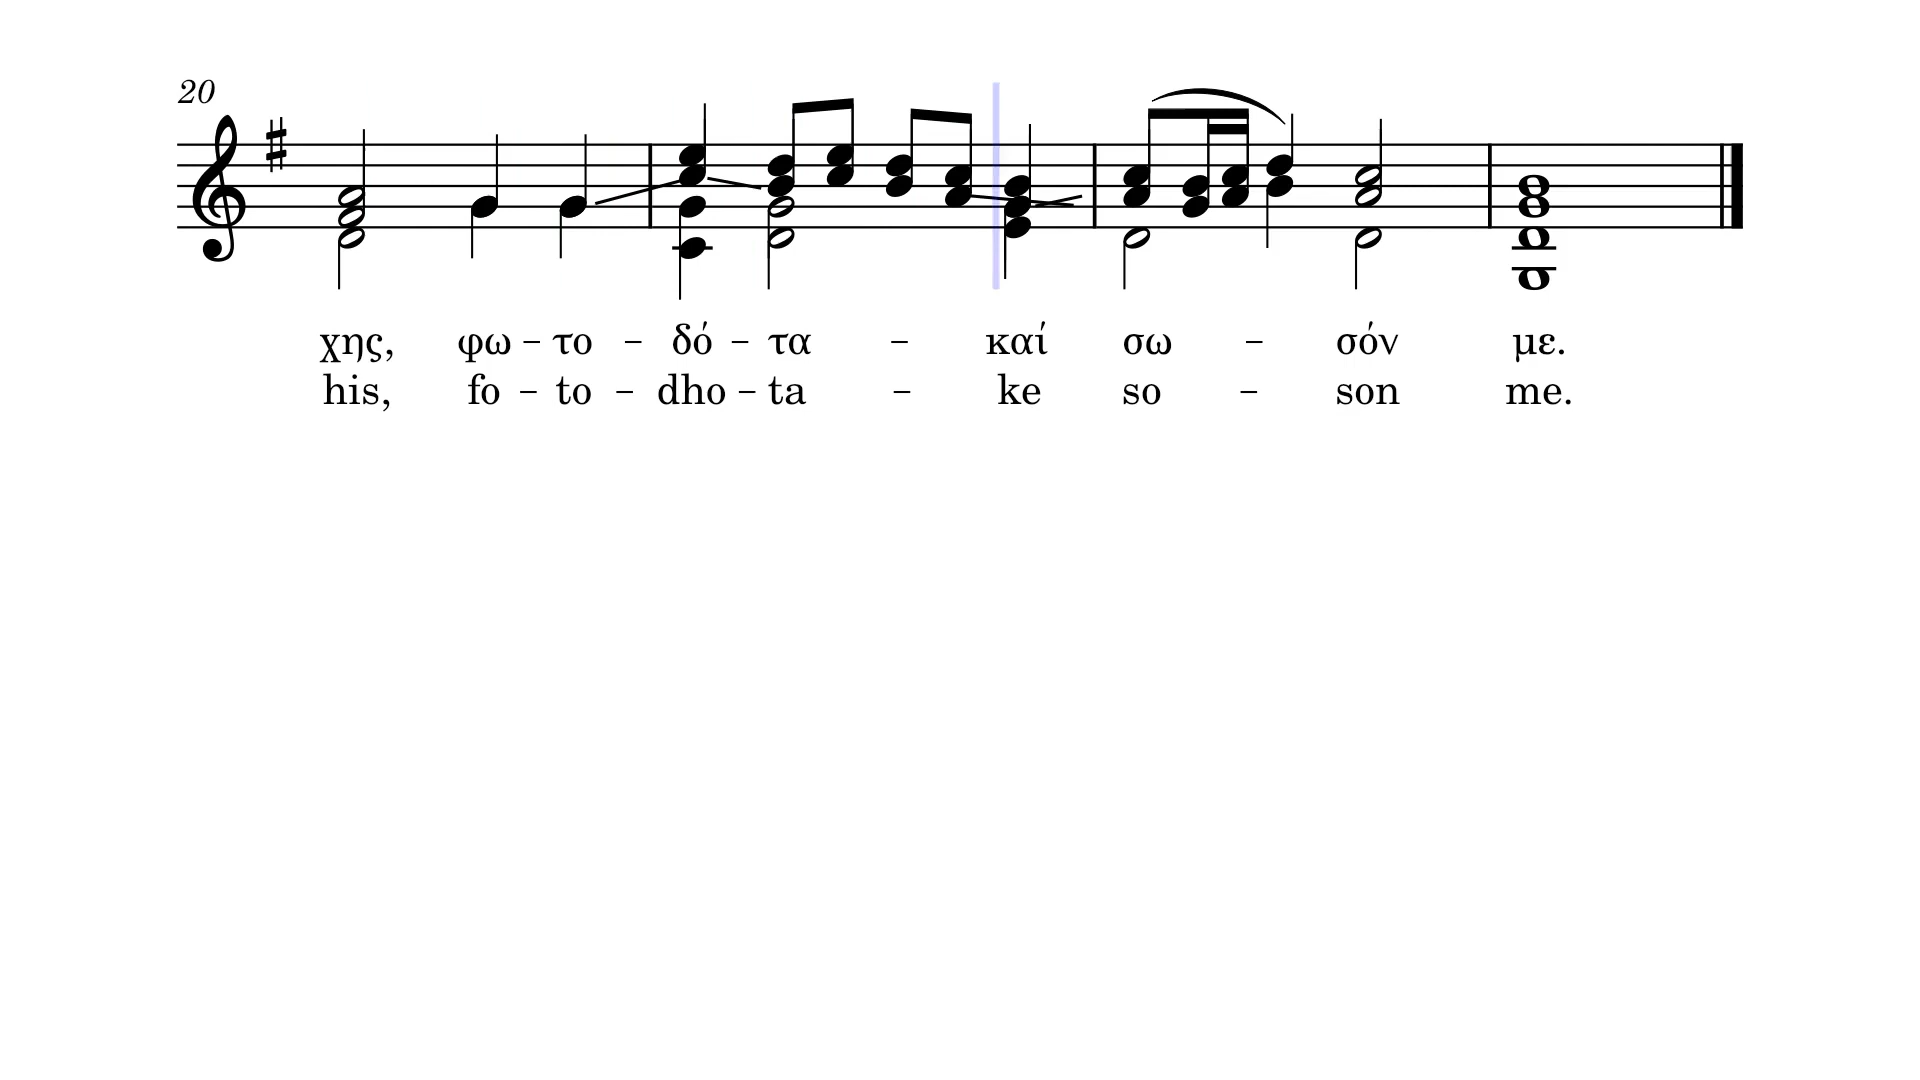 20
χης, φω – το – δό – τα – καί σω – σόν με.
his, fo – to – dho – ta – ke so – son me.